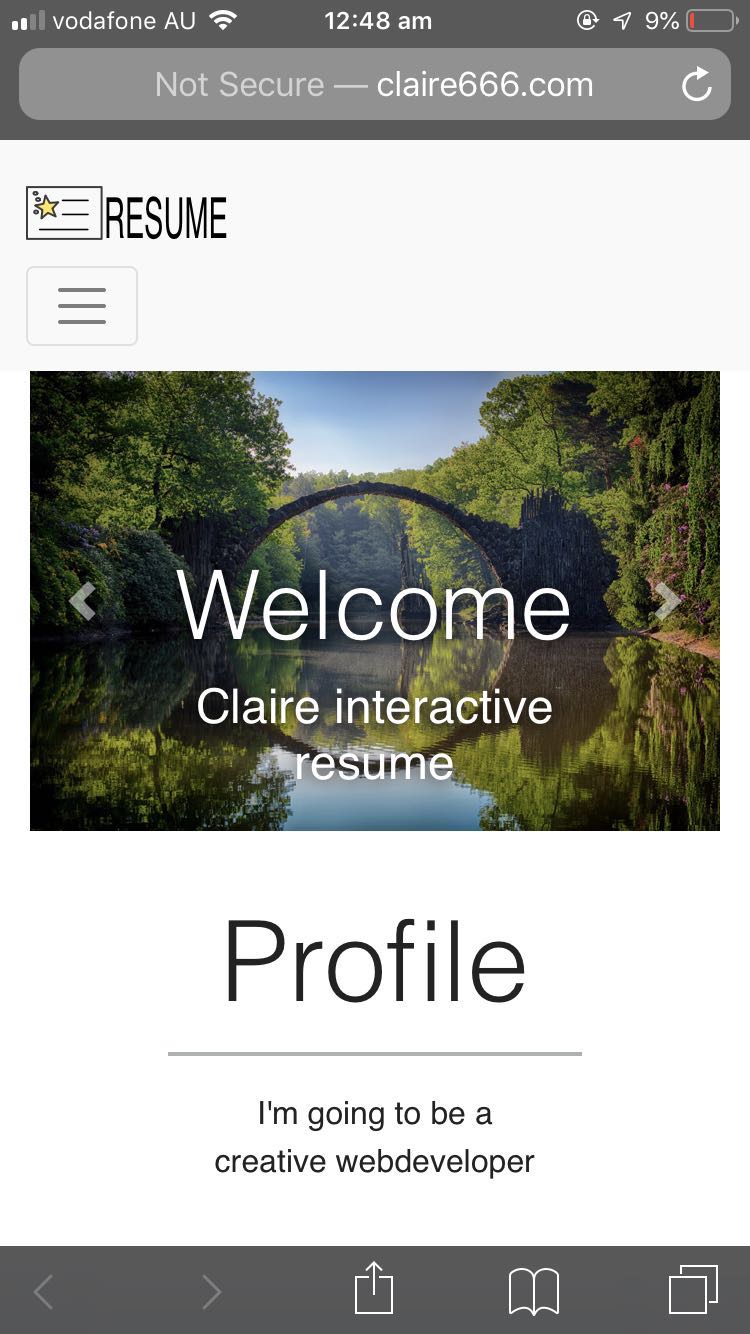 vodafone AU 12:48 am 9%
Not Secure — claire666.com
RESUME
Welcome
Claire interactive
resume
Profile
I'm going to be a
creative webdeveloper